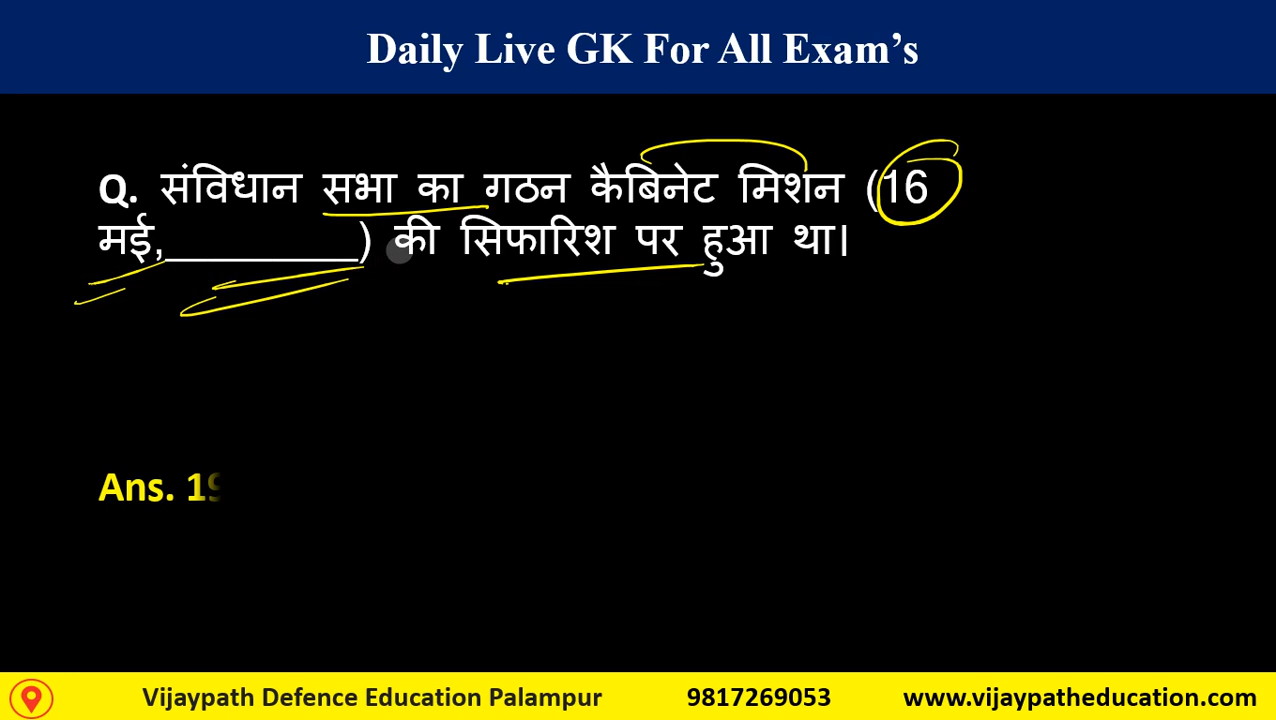 Daily Live GK For All Exam’s
Q. संविधान सभा का गठन कैबिनेट मिशन (16
मई,_________) की सिफारिश पर हुआ था।
Ans. 19
Vijaypath Defence Education Palampur 9817269053 www.vijaypatheducation.com